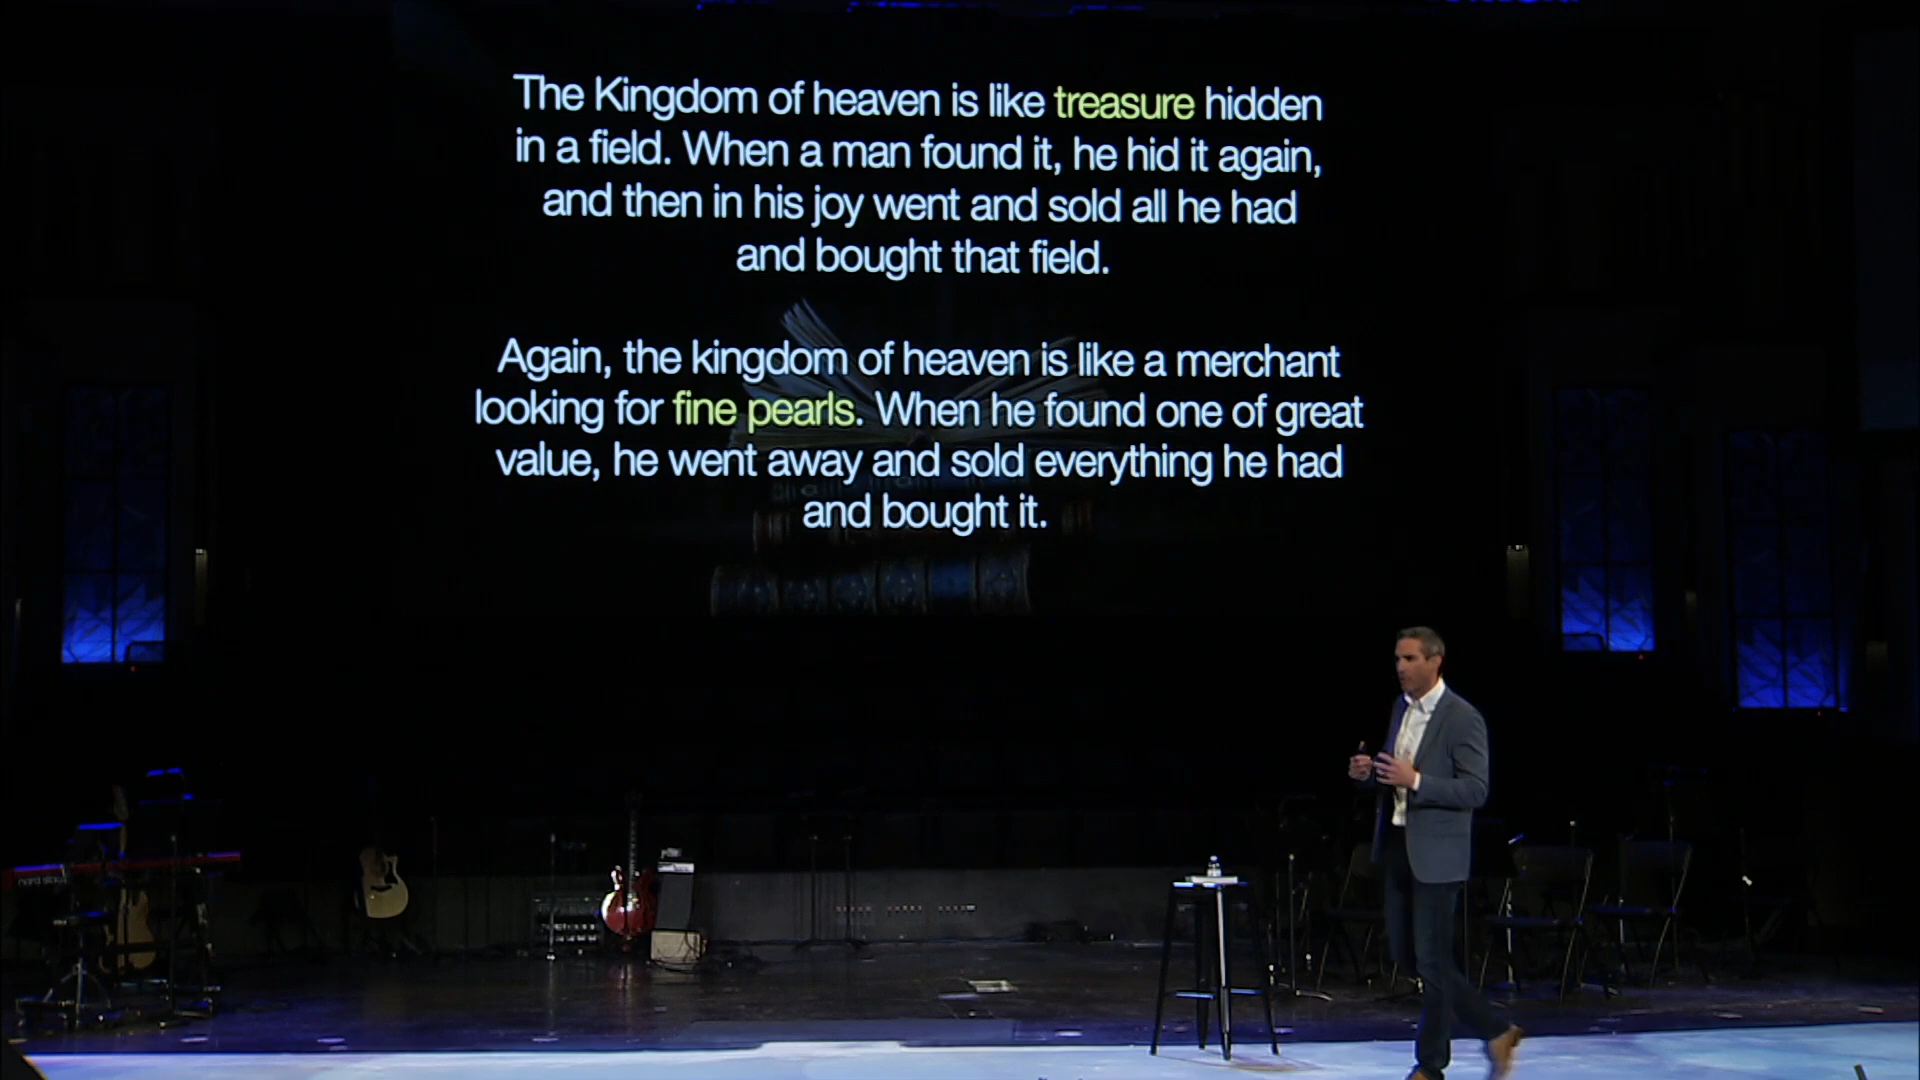 The Kingdom of heaven is like treasure hidden
in a field. When a man found it, he hid it again,
and then in his joy went and sold all he had
and bought that field.
Again, the kingdom of heaven is like a merchant
looking for fine pearls. When he found one of great
value, he went away and sold everything he had
and bought it.